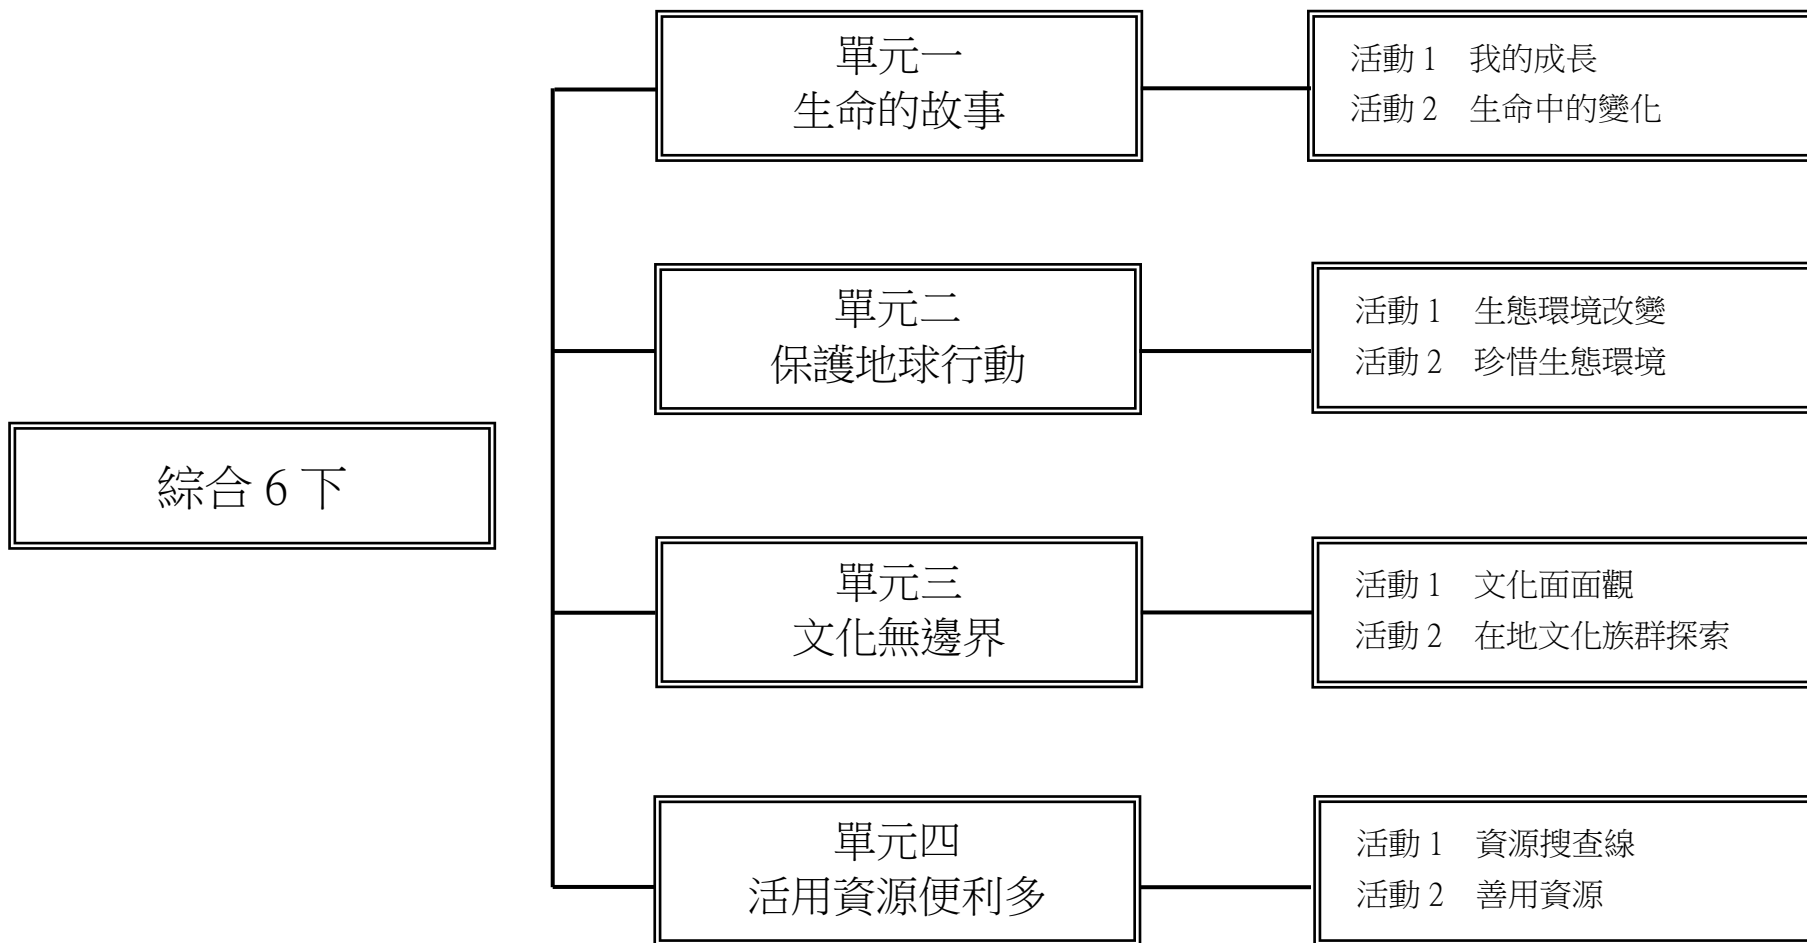 綜合 6 下
單元一
生命的故事
活動 1　我的成長
活動 2　生命中的變化
單元二
保護地球行動
活動 1　生態環境改變
活動 2　珍惜生態環境
單元三
文化無邊界
活動 1　文化面面觀
活動 2　在地文化族群探索
單元四
活用資源便利多
活動 1　資源搜查線
活動 2　善用資源